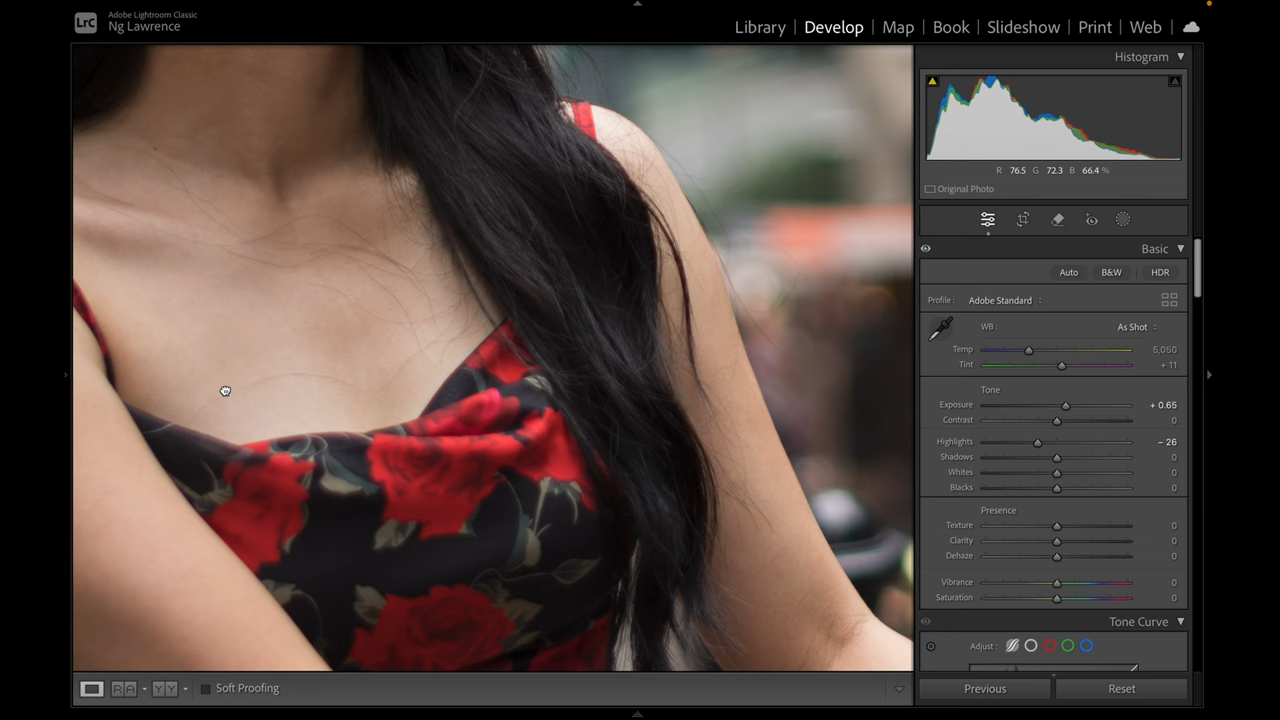 LrC
Adobe Lightroom Classic
Ng Lawrence
Library | Develop | Map | Book | Slideshow | Print | Web
Histogram
R 76.5 G 72.3 B 66.4 %
Original Photo
Basic
Auto B&W HDR
Profile : Adobe Standard
WB : As Shot
Temp 5,050
Tint + 11
Tone
Exposure + 0.65
Contrast 0
Highlights − 26
Shadows 0
Whites 0
Blacks 0
Presence
Texture 0
Clarity 0
Dehaze 0
Vibrance 0
Saturation 0
Tone Curve
Adjust :
R A Y Y Soft Proofing
Previous Reset